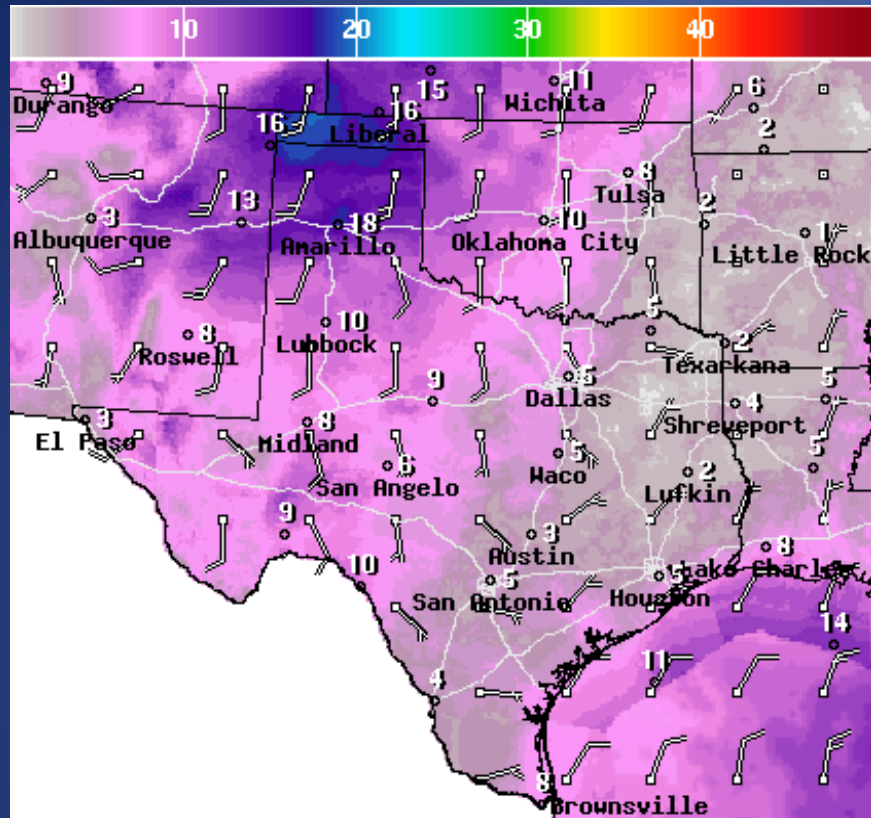 10 20 30 40
9 15 11 6
Durango Wichita
16 16
Liberal
2
8
Tulsa
3 13 18 10 2 1
Albuquerque Amarillo Oklahoma City Little Rock
8 10 5 2
Roswell Lubbock Texarkana
9 6 5
Dallas
3 8 4
El Paso Midland Shreveport
6 5 2 5
San Angelo Waco Lufkin
9 3 8
Austin
10 5 5 Lake Charles
San Antonio Houston
14
4 11
8
Brownsville